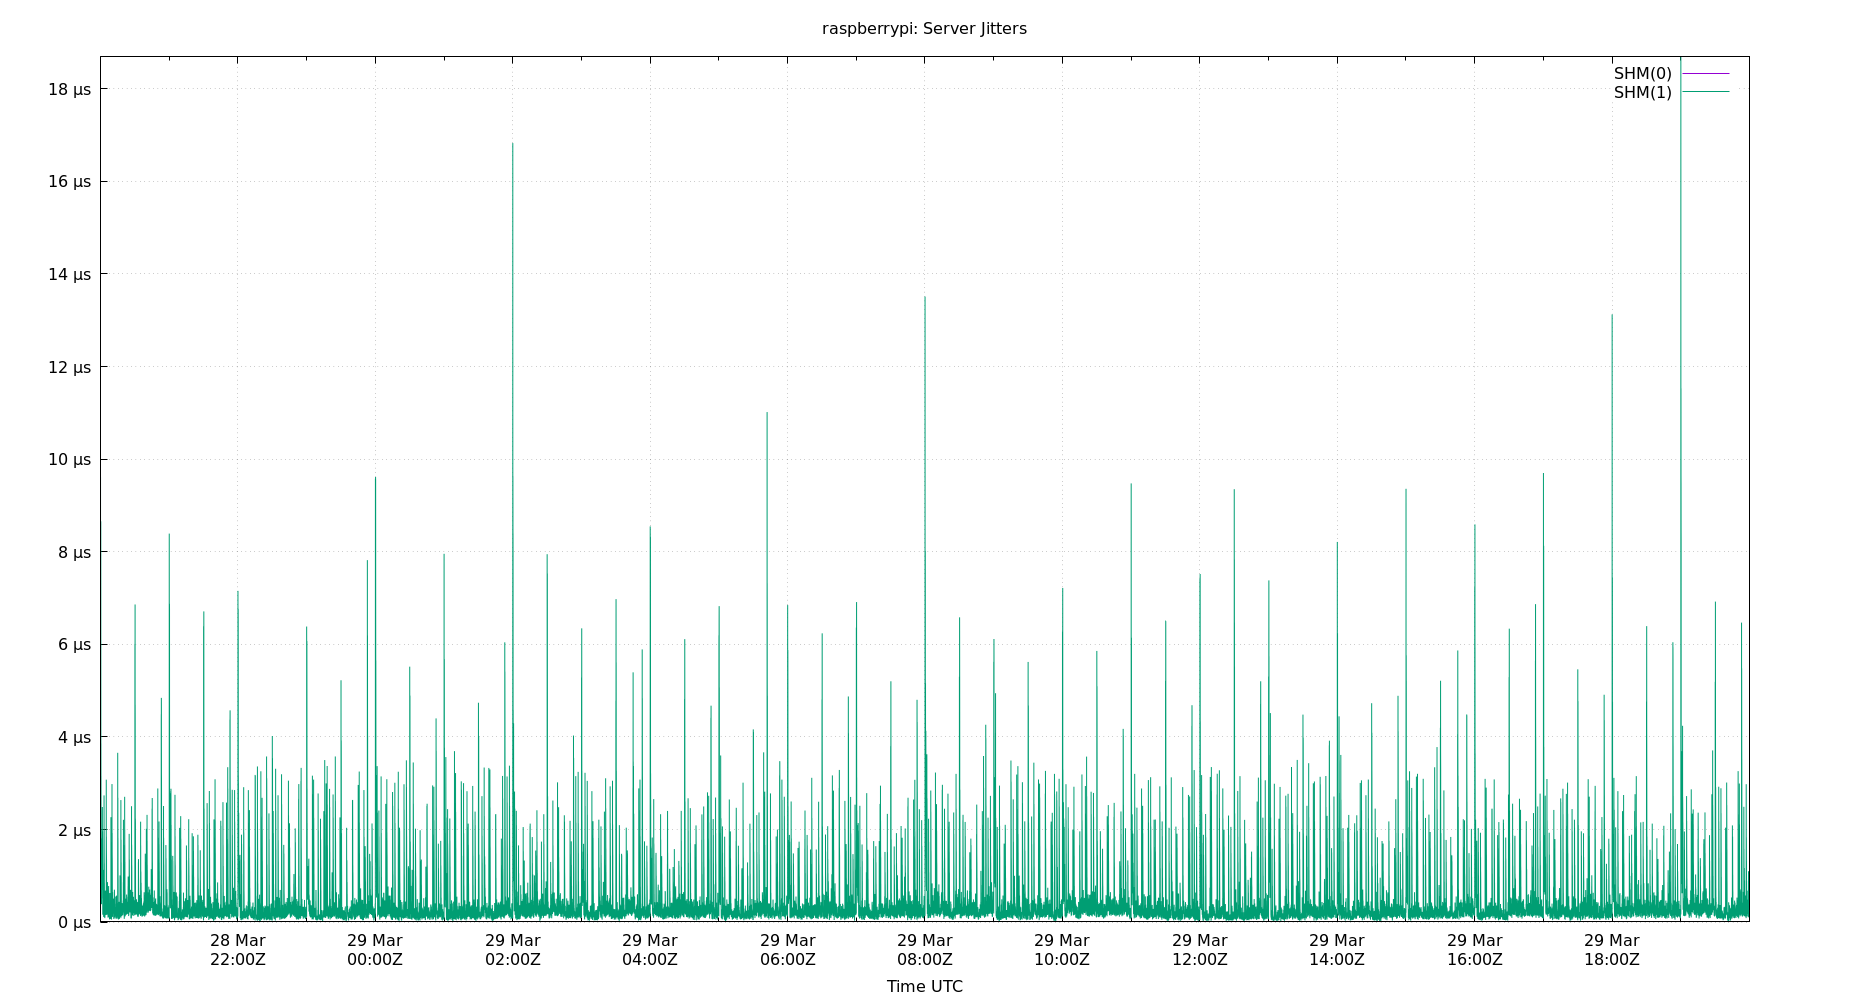 raspberrypi: Server Jitters
SHM(0)
SHM(1)
18 µs
16 µs
14 µs
12 µs
10 µs
8 µs
6 µs
4 µs
2 µs
0 µs
28 Mar 29 Mar 29 Mar 29 Mar 29 Mar 29 Mar 29 Mar 29 Mar 29 Mar 29 Mar 29 Mar
22:00Z 00:00Z 02:00Z 04:00Z 06:00Z 08:00Z 10:00Z 12:00Z 14:00Z 16:00Z 18:00Z
Time UTC